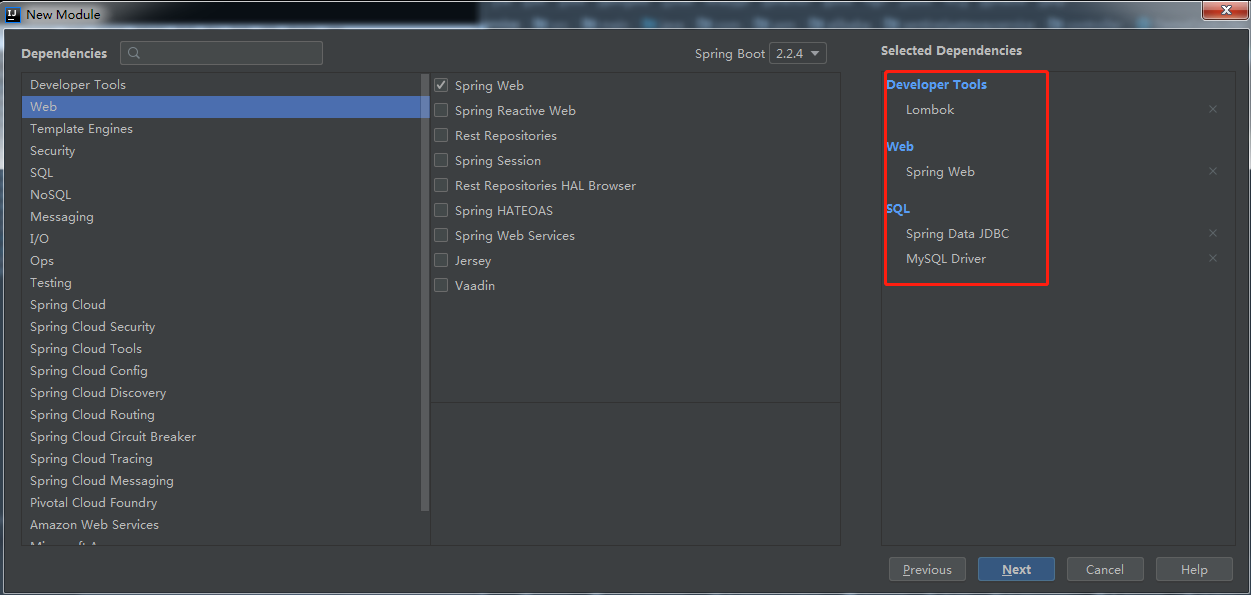 New Module
Dependencies
Spring Boot 2.2.4
Selected Dependencies
Developer Tools
Web
Template Engines
Security
SQL
NoSQL
Messaging
I/O
Ops
Testing
Spring Cloud
Spring Cloud Security
Spring Cloud Tools
Spring Cloud Config
Spring Cloud Discovery
Spring Cloud Routing
Spring Cloud Circuit Breaker
Spring Cloud Tracing
Spring Cloud Messaging
Pivotal Cloud Foundry
Amazon Web Services
Spring Web
Spring Reactive Web
Rest Repositories
Spring Session
Rest Repositories HAL Browser
Spring HATEOAS
Spring Web Services
Jersey
Vaadin
Developer Tools
Lombok
Web
Spring Web
SQL
Spring Data JDBC
MySQL Driver
Previous
Next
Cancel
Help